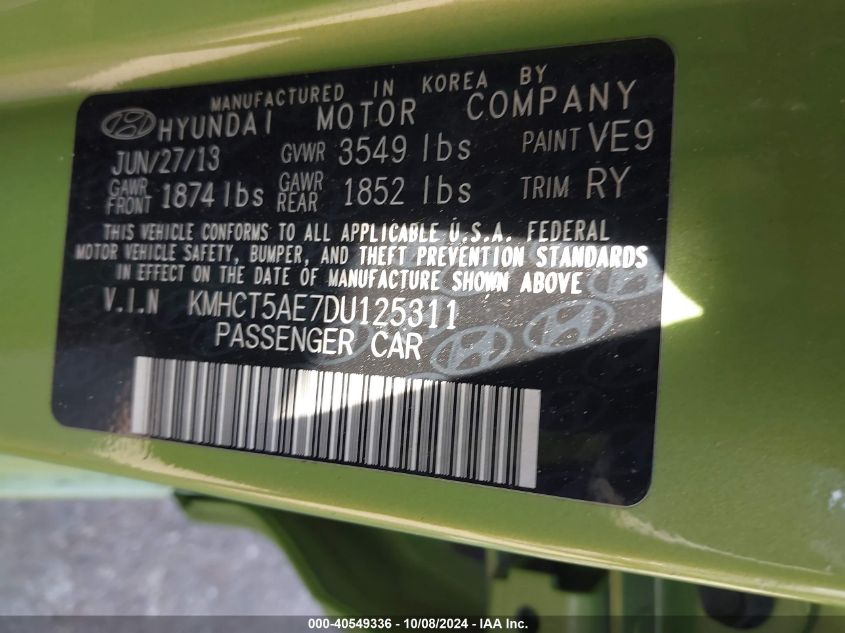 MANUFACTURED IN KOREA BY
HYUNDAI MOTOR COMPANY
JUN/27/13 GVWR 3549 lbs PAINT VE9
GAWR FRONT 1874 lbs GAWR REAR 1852 lbs TRIM RY
THIS VEHICLE CONFORMS TO ALL APPLICABLE U.S.A. FEDERAL
MOTOR VEHICLE SAFETY, BUMPER, AND THEFT PREVENTION STANDARDS
IN EFFECT ON THE DATE OF MANUFACTURE SHOWN ABOVE
V.I.N KMHCT5AE7DU125311
PASSENGER CAR
000-40549336 - 10/08/2024 - IAA Inc.